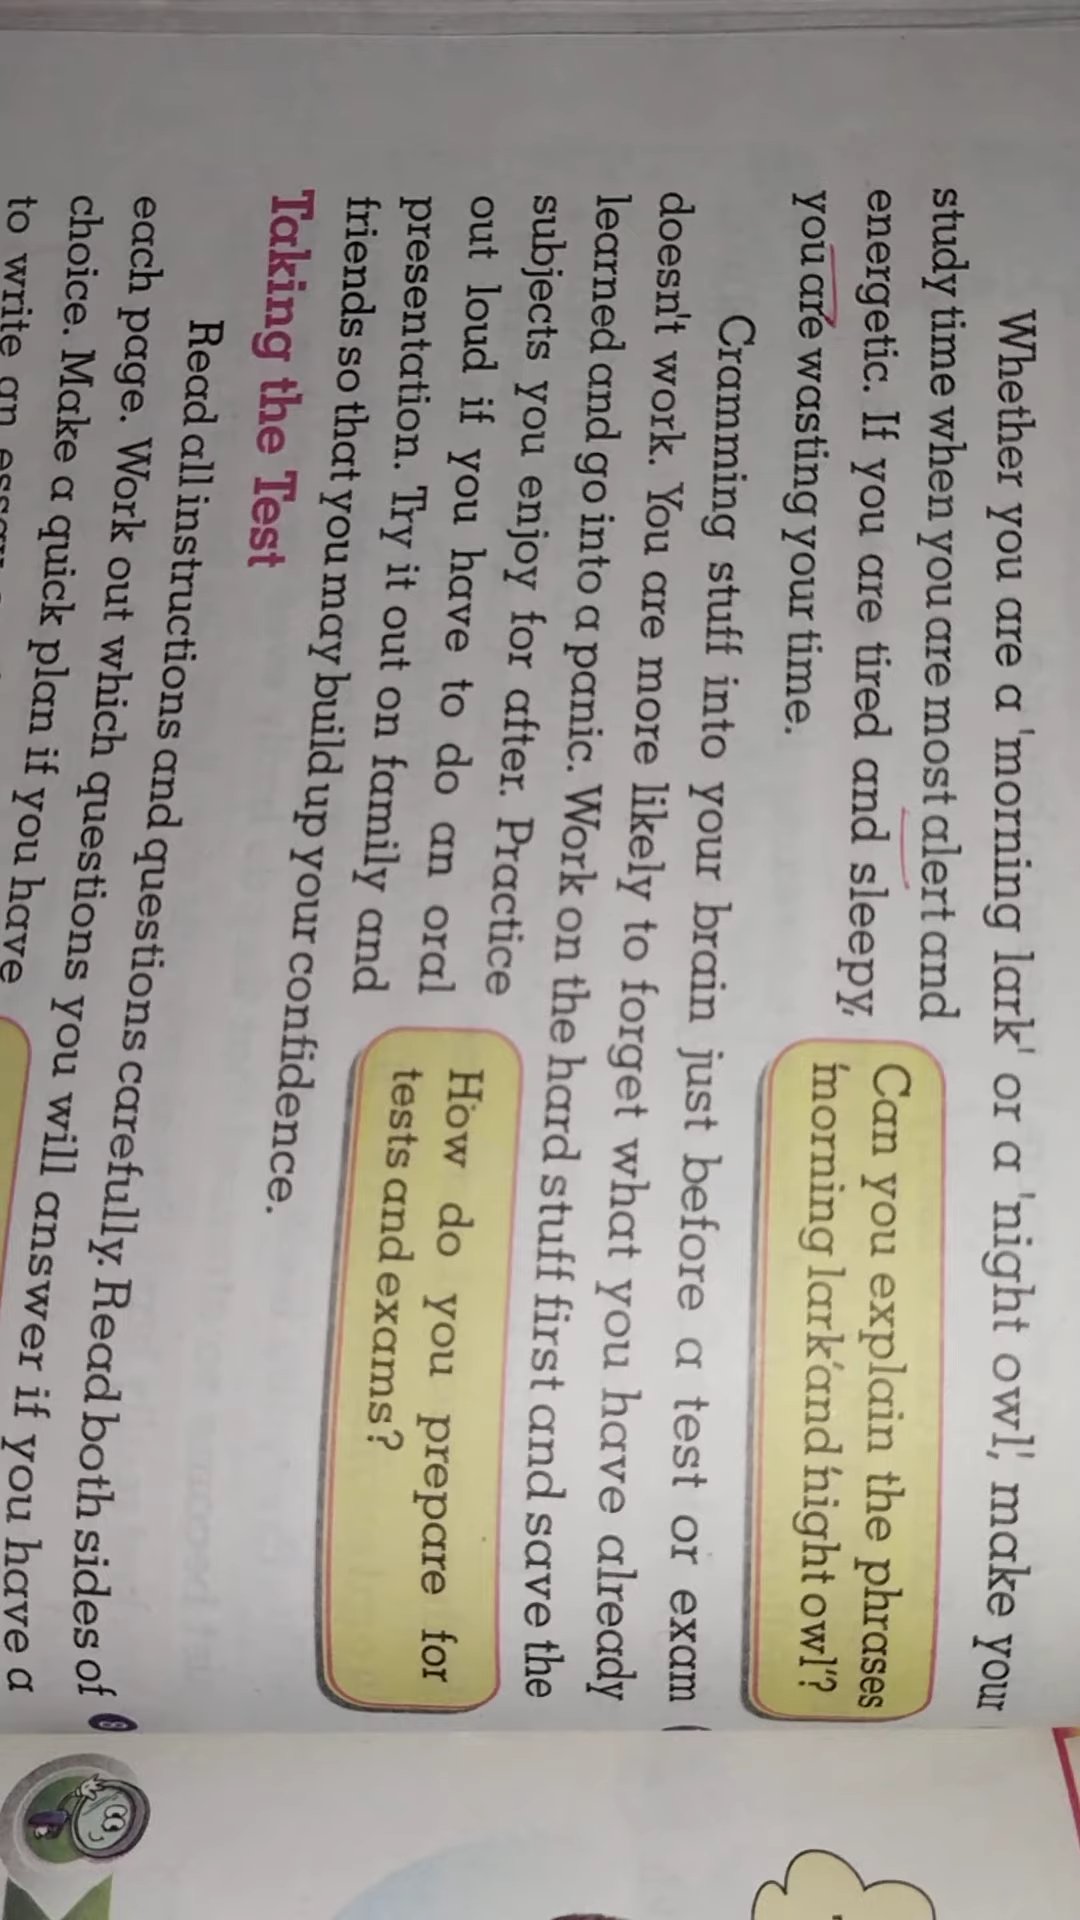 Whether you are a 'morning lark' or a 'night owl', make your
study time when you are most alert and
energetic. If you are tired and sleepy,
you are wasting your time.
Can you explain the phrases
'morning lark' and 'night owl'?
Cramming stuff into your brain just before a test or exam
doesn't work. You are more likely to forget what you have already
learned and go into a panic. Work on the hard stuff first and save the
subjects you enjoy for after. Practice
out loud if you have to do an oral
presentation. Try it out on family and
friends so that you may build up your confidence.
How do you prepare for
tests and exams?
Taking the Test
Read all instructions and questions carefully. Read both sides of
each page. Work out which questions you will answer if you have a
choice. Make a quick plan if you have
to write an